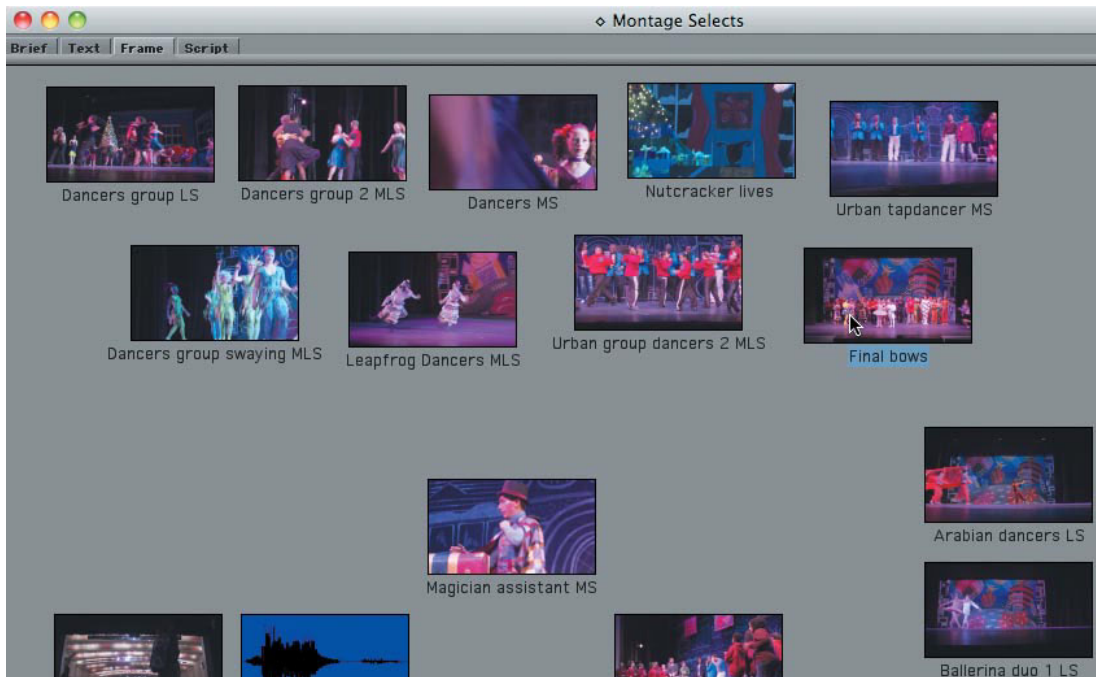 Montage Selects
Brief Text Frame Script
Dancers group LS
Dancers group 2 MLS
Dancers MS
Nutcracker lives
Urban tapdancer MS
Dancers group swaying MLS
Leapfrog Dancers MLS
Urban group dancers 2 MLS
Final bows
Arabian dancers LS
Magician assistant MS
Ballerina duo 1 LS